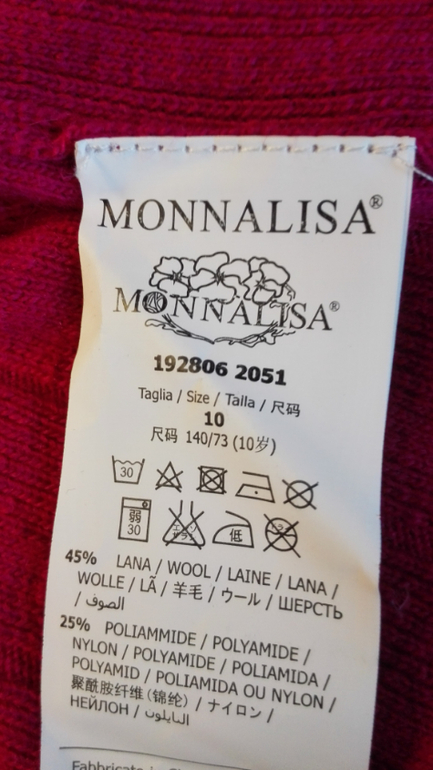 MONNALISA®
MONNALISA®
192806 2051
Taglia / Size / Talla / 尺码
10
尺码 140/73 (10岁)
30
弱
30
低
45% LANA / WOOL / LAINE / LANA /
WOLLE / LÃ / 羊毛 / ウール / ШЕРСТЬ
/ الصوف
25% POLIAMMIDE / POLYAMIDE /
NYLON / POLYAMIDE / POLIAMIDA /
POLYAMID / POLIAMIDA OU NYLON /
聚酰胺纤维(锦纶) / ナイロン /
НЕЙЛОН / النايلون
Fabbricato in